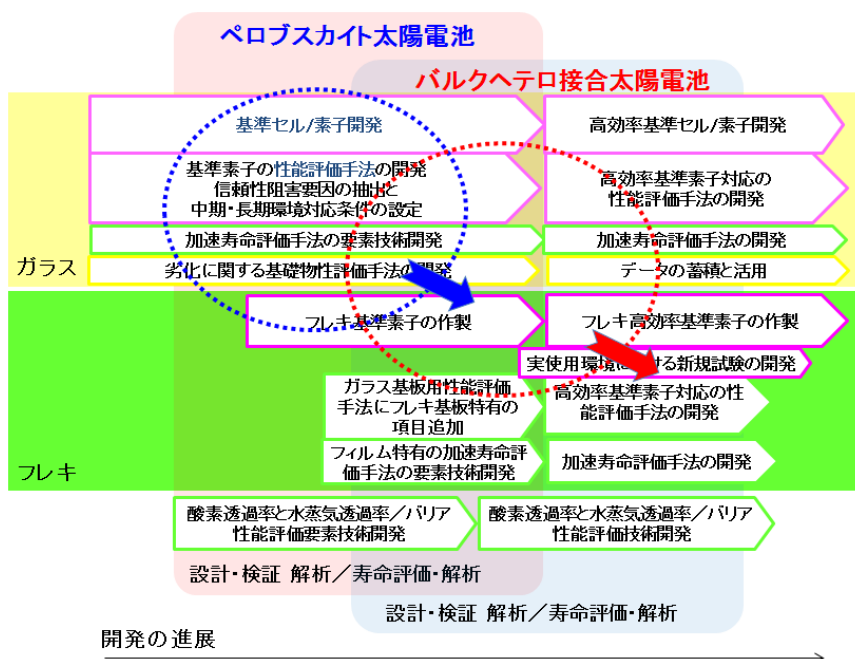 ペロブスカイト太陽電池
バルクヘテロ接合太陽電池
基準セル/素子開発
高効率基準セル/素子開発
基準素子の性能評価手法の開発
信頼性阻害要因の抽出と
中期・長期環境対応条件の設定
高効率基準素子対応の
性能評価手法の開発
加速寿命評価手法の要素技術開発
加速寿命評価手法の開発
ガラス
劣化に関する基礎物性評価手法の開発
データの蓄積と活用
フレキ基準素子の作製
フレキ高効率基準素子の作製
実使用環境における新規試験の開発
ガラス基板用性能評価
手法にフレキ基板特有の
項目追加
高効率基準素子対応の性
能評価手法の開発
フレキ
フィルム特有の加速寿命評
価手法の要素技術開発
加速寿命評価手法の開発
酸素透過率と水蒸気透過率/バリア
性能評価要素技術開発
酸素透過率と水蒸気透過率/バリア
性能評価技術開発
設計・検証 解析/寿命評価・解析
設計・検証 解析/寿命評価・解析
開発の進展